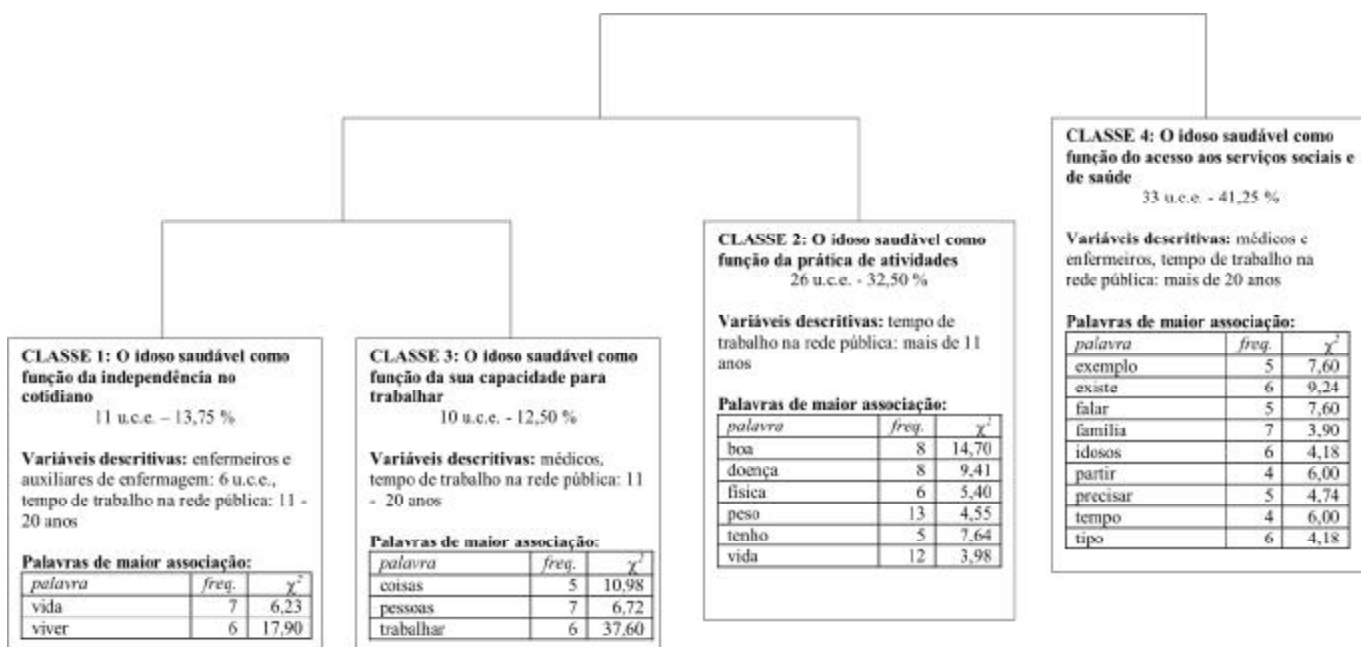 CLASSE 4: O idoso saudável como
função do acesso aos serviços sociais e
de saúde
33 u.c.e. - 41,25 %
Variáveis descritivas: médicos e
enfermeiros, tempo de trabalho na
rede pública: mais de 20 anos
Palavras de maior associação:
palavra freq. χ²
exemplo 5 7,60
existe 6 9,24
falar 5 7,60
família 7 3,90
idosos 6 4,18
partir 4 6,00
precisar 5 4,74
tempo 4 6,00
tipo 6 4,18
CLASSE 2: O idoso saudável como
função da prática de atividades
26 u.c.e. - 32,50 %
Variáveis descritivas: tempo de
trabalho na rede pública: mais de 11
anos
Palavras de maior associação:
palavra freq. χ²
boa 8 14,70
doença 8 9,41
física 6 5,40
peso 13 4,55
tenho 5 7,64
vida 12 3,98
CLASSE 1: O idoso saudável como
função da independência no
cotidiano
11 u.c.e. – 13,75 %
Variáveis descritivas: enfermeiros e
auxiliares de enfermagem: 6 u.c.e.,
tempo de trabalho na rede pública: 11 -
20 anos
Palavras de maior associação:
palavra freq. χ²
vida 7 6,23
viver 6 17,90
CLASSE 3: O idoso saudável como
função da sua capacidade para
trabalhar
10 u.c.e. - 12,50 %
Variáveis descritivas: médicos,
tempo de trabalho na rede pública: 11
- 20 anos
Palavras de maior associação:
palavra freq. χ²
coisas 5 10,98
pessoas 7 6,72
trabalhar 6 37,60